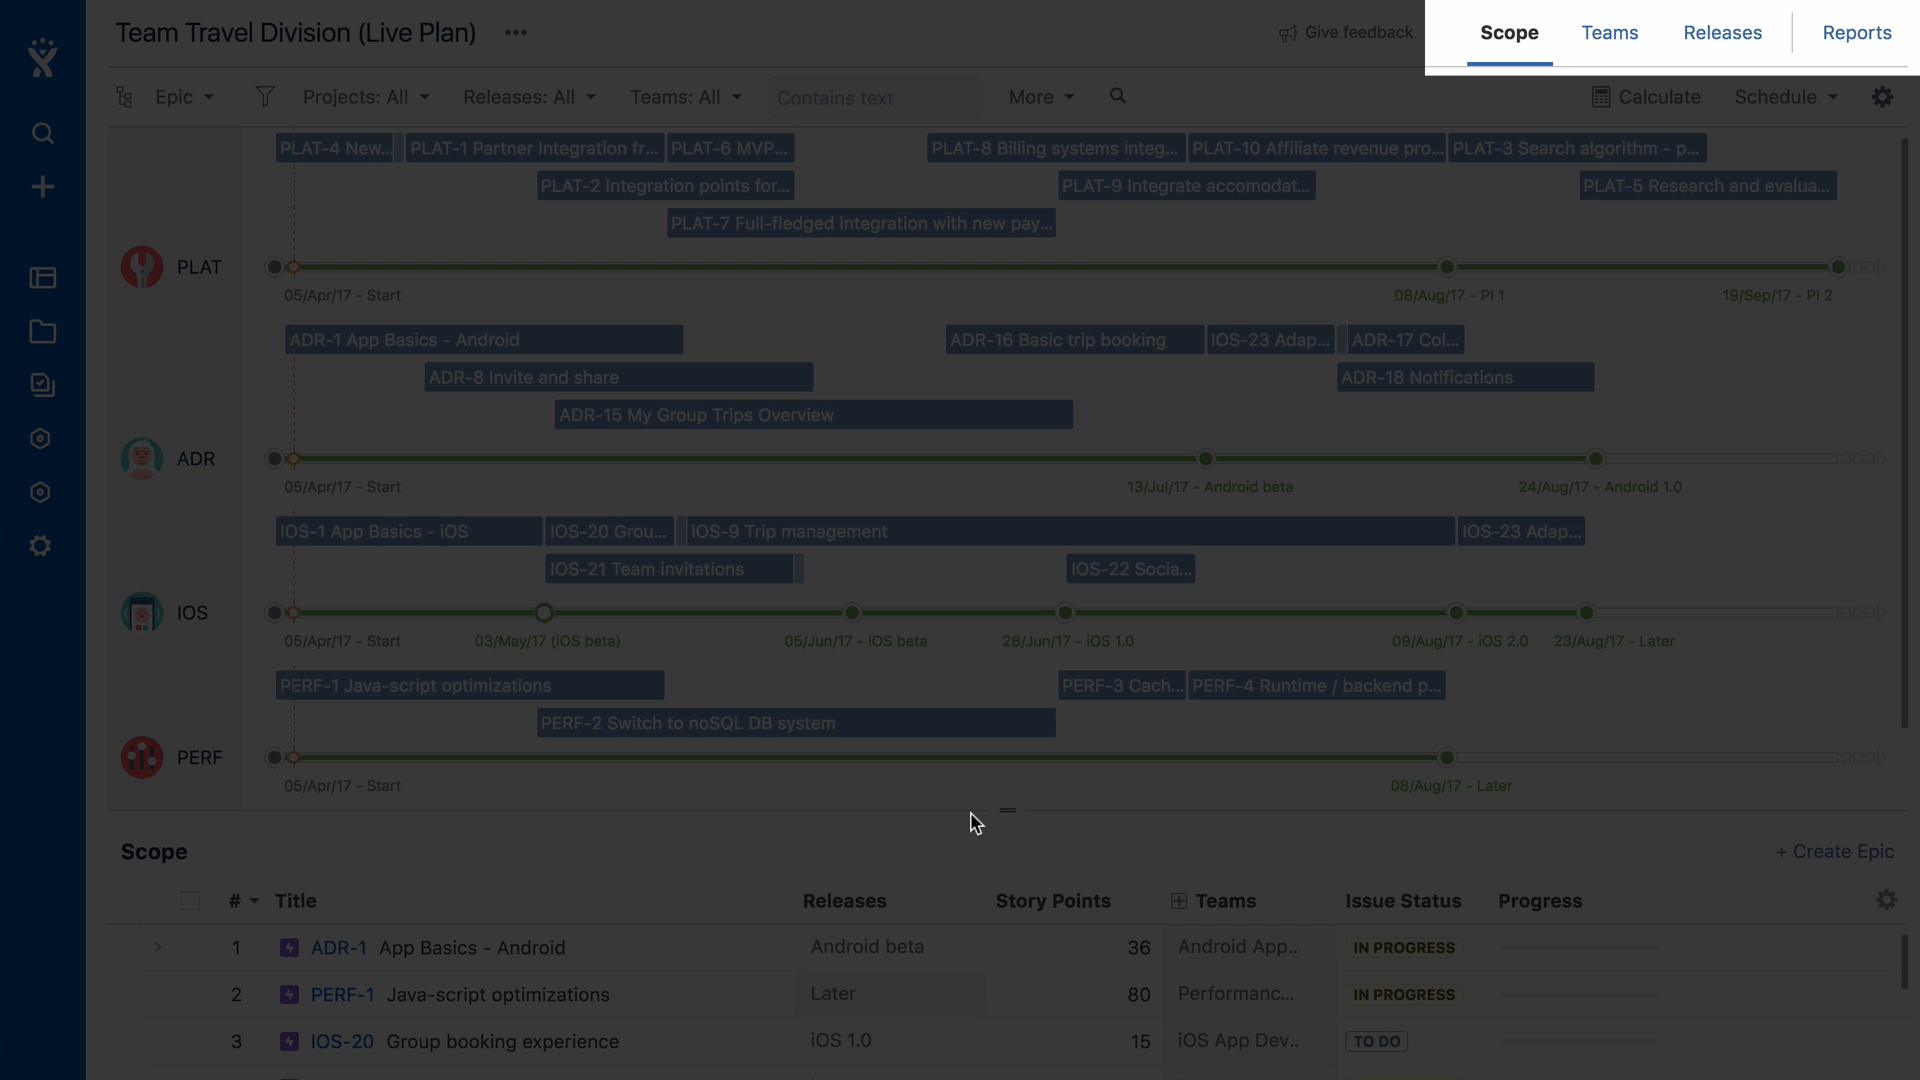 Team Travel Division (Live Plan) •••
Give feedback
Scope Teams Releases Reports
Epic Projects: All Releases: All Teams: All Contains text More Calculate Schedule
PLAT-4 New... PLAT-1 Partner Integration fr... PLAT-6 MVP... PLAT-8 Billing systems integ... PLAT-10 Affiliate revenue pro... PLAT-3 Search algorithm - p...
PLAT-2 Integration points for... PLAT-9 Integrate accomodat... PLAT-5 Research and evalua...
PLAT-7 Full-fledged integration with new pay...
PLAT
05/Apr/17 - Start 08/Aug/17 - PI 1 19/Sep/17 - PI 2
ADR-1 App Basics - Android ADR-16 Basic trip booking IOS-23 Adap... ADR-17 Col...
ADR-8 Invite and share ADR-18 Notifications
ADR-15 My Group Trips Overview
ADR
05/Apr/17 - Start 13/Jul/17 - Android beta 24/Aug/17 - Android 1.0
IOS-1 App Basics - iOS IOS-20 Grou... IOS-9 Trip management IOS-23 Adap...
IOS-21 Team invitations IOS-22 Socia...
IOS
05/Apr/17 - Start 03/May/17 (iOS beta) 05/Jun/17 - iOS beta 28/Jun/17 - iOS 1.0 09/Aug/17 - iOS 2.0 23/Aug/17 - Later
PERF-1 Java-script optimizations PERF-3 Cach... PERF-4 Runtime / backend p...
PERF-2 Switch to noSQL DB system
PERF
05/Apr/17 - Start 08/Aug/17 - Later
Scope + Create Epic
# Title Releases Story Points Teams Issue Status Progress
1 ADR-1 App Basics - Android Android beta 36 Android App... IN PROGRESS
2 PERF-1 Java-script optimizations Later 80 Performanc... IN PROGRESS
3 IOS-20 Group booking experience iOS 1.0 15 iOS App Dev.. TO DO